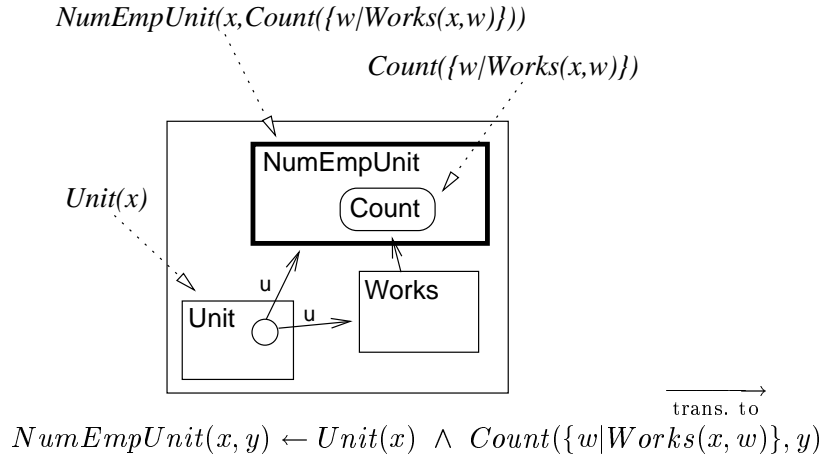 NumEmpUnit(x,Count({w|Works(x,w)}))
Count({w|Works(x,w)})
NumEmpUnit
Unit(x)
Count
u
Works
Unit
u
trans. to
NumEmpUnit(x, y) ← Unit(x) ∧ Count({w|Works(x, w)}, y)